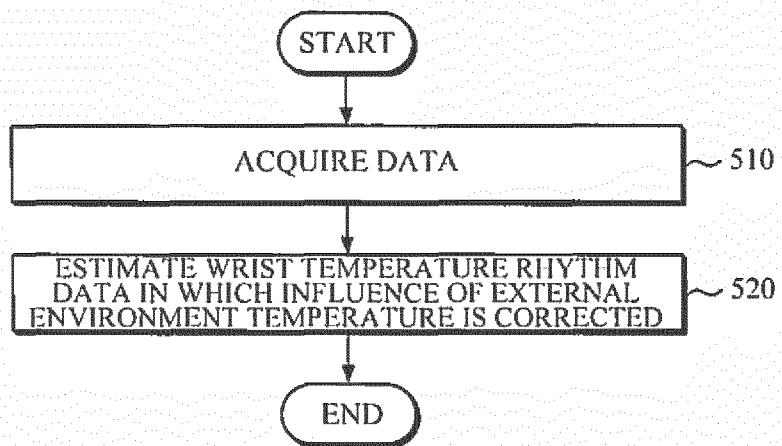 START
ACQUIRE DATA
510
ESTIMATE WRIST TEMPERATURE RHYTHM
DATA IN WHICH INFLUENCE OF EXTERNAL
ENVIRONMENT TEMPERATURE IS CORRECTED
520
END